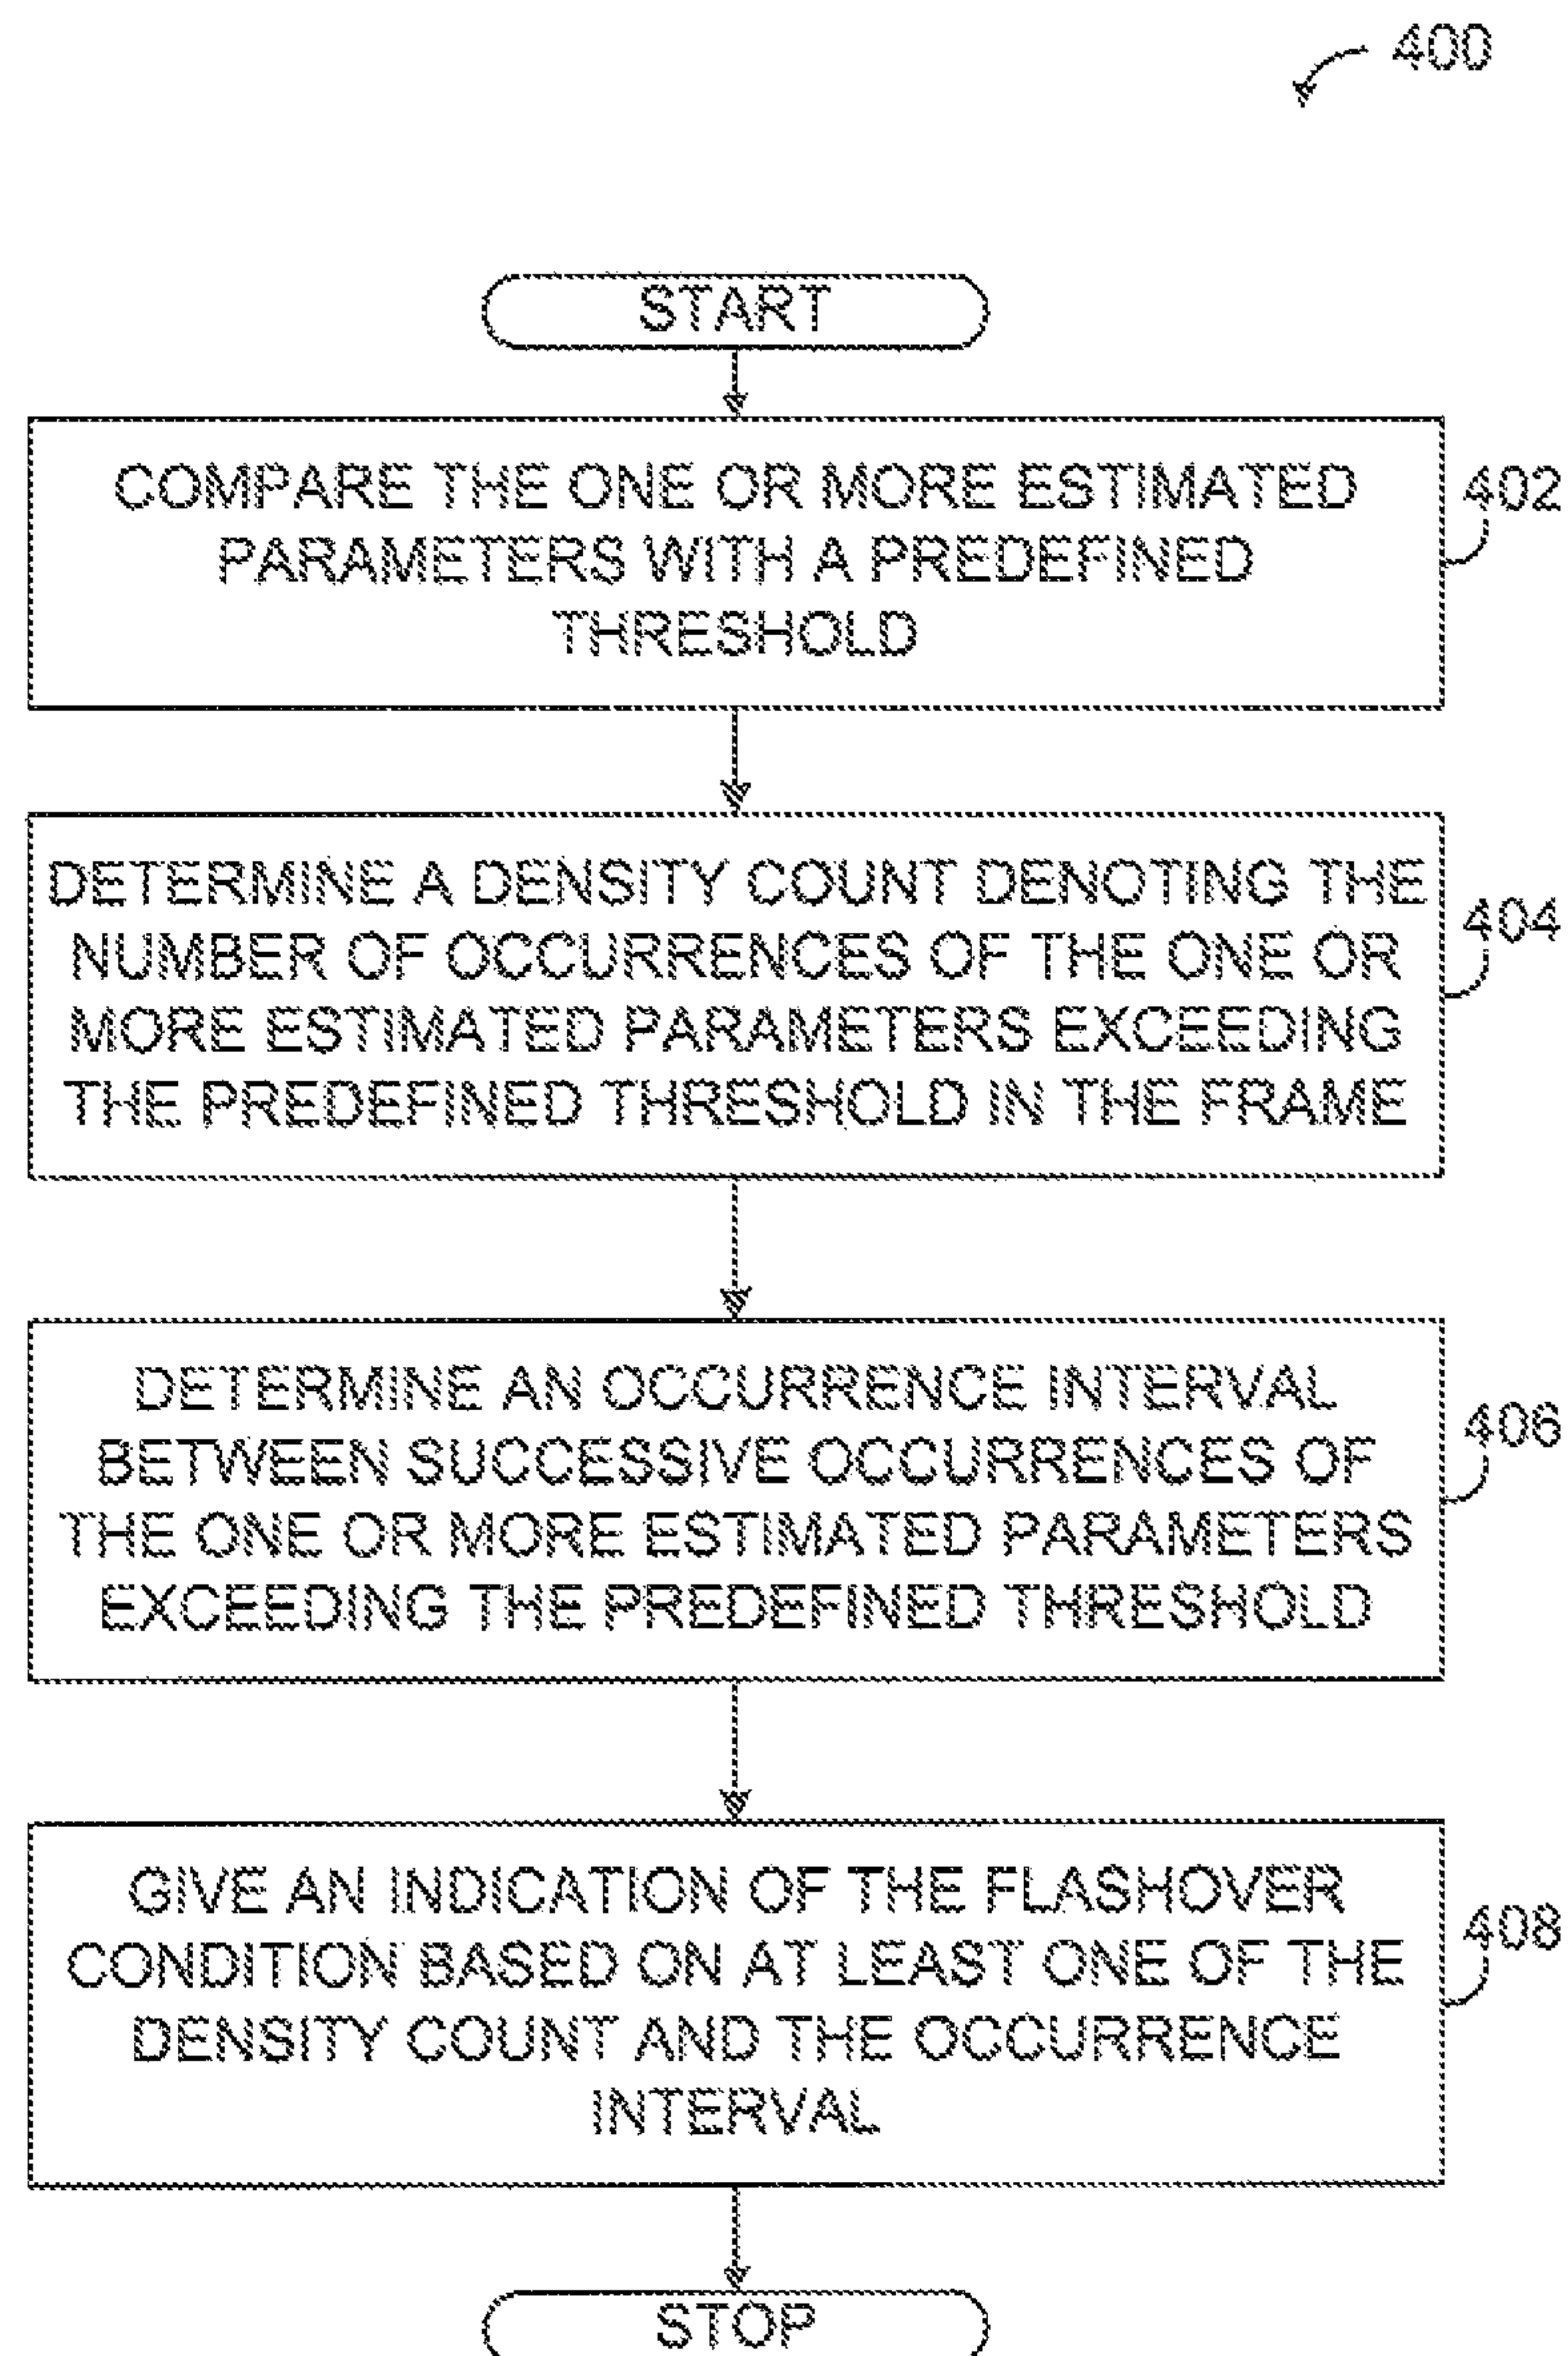 400
START
COMPARE THE ONE OR MORE ESTIMATED
PARAMETERS WITH A PREDEFINED
THRESHOLD
402
DETERMINE A DENSITY COUNT DENOTING THE
NUMBER OF OCCURRENCES OF THE ONE OR
MORE ESTIMATED PARAMETERS EXCEEDING
THE PREDEFINED THRESHOLD IN THE FRAME
404
DETERMINE AN OCCURRENCE INTERVAL
BETWEEN SUCCESSIVE OCCURRENCES OF
THE ONE OR MORE ESTIMATED PARAMETERS
EXCEEDING THE PREDEFINED THRESHOLD
406
GIVE AN INDICATION OF THE FLASHOVER
CONDITION BASED ON AT LEAST ONE OF THE
DENSITY COUNT AND THE OCCURRENCE
INTERVAL
408
STOP